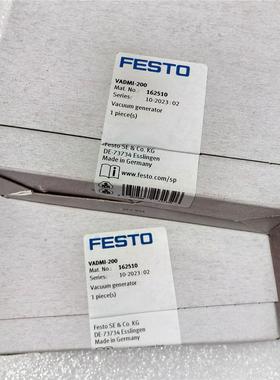 FESTO
VADMI-200
Mat. No.: 162510
Series: 10-2023:02
Vacuum generator
1 piece(s)
www.festo.com/sp
Festo SE & Co. KG
DE-73734 Esslingen
Made in Germany
FESTO
VADMI-200
Mat. No.: 162510
Series: 10-2023:02
Vacuum generator
1 piece(s)
Festo SE & Co. KG
DE-73734 Esslingen
Made in Germany